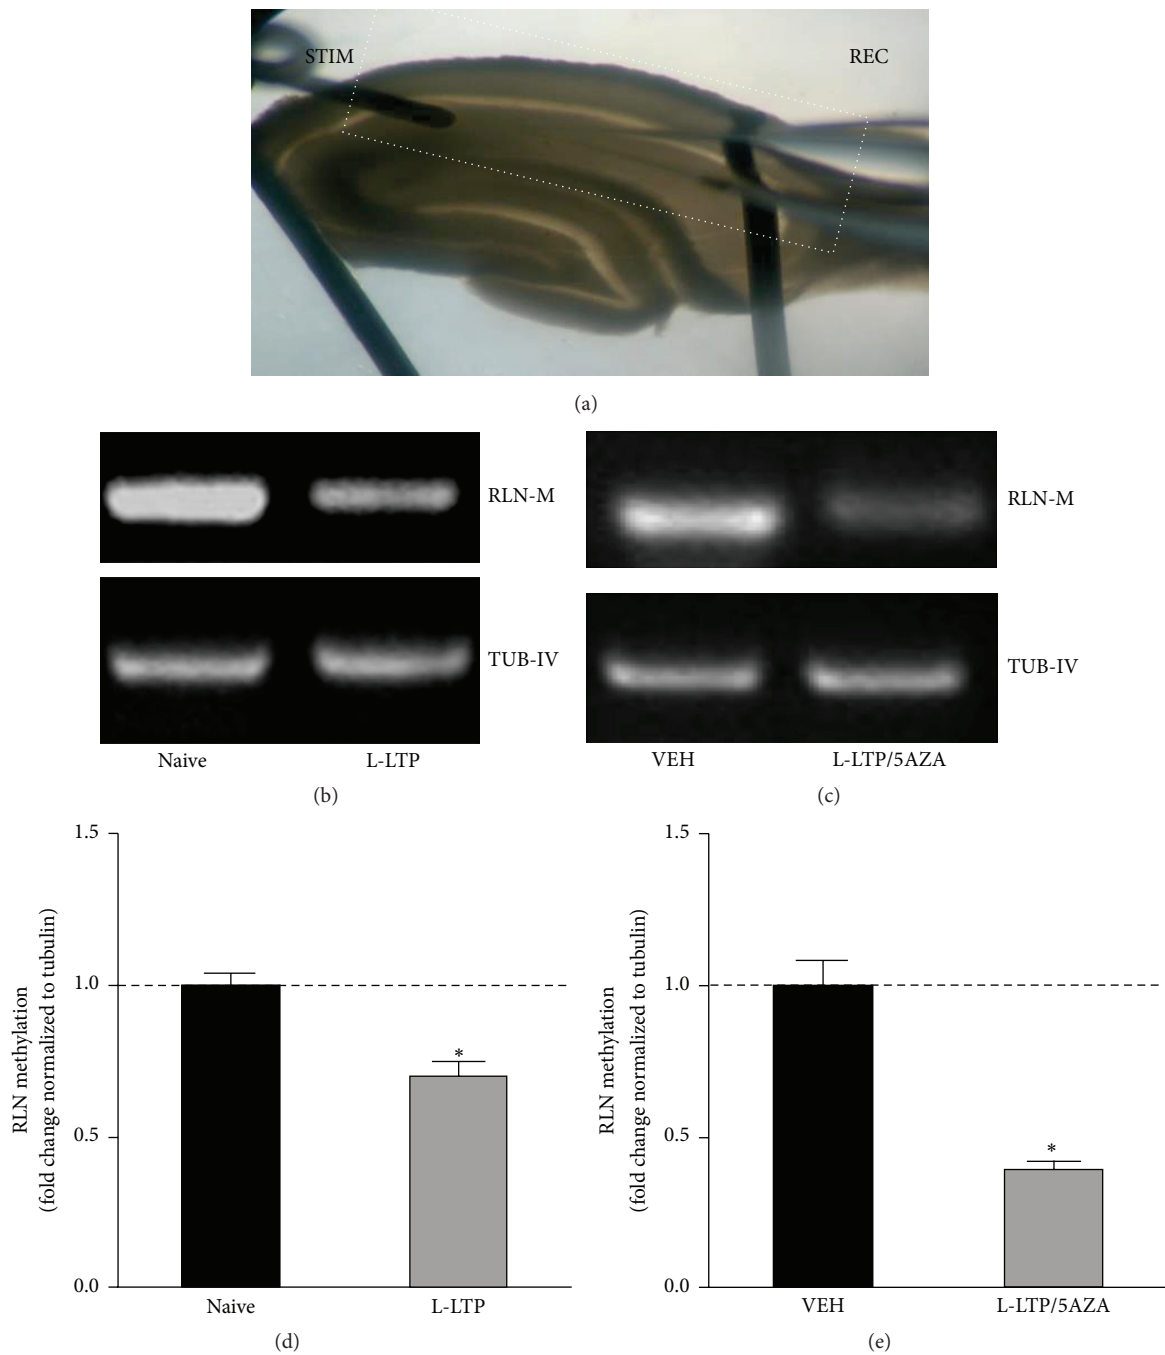 STIM
REC
(a)
RLN-M
TUB-IV
Naive
L-LTP
(b)
RLN-M
TUB-IV
VEH
L-LTP/5AZA
(c)
1.5
1.0
0.5
0.0
RLN methylation
(fold change normalized to tubulin)
*
Naive
L-LTP
(d)
1.5
1.0
0.5
0.0
RLN methylation
(fold change normalized to tubulin)
*
VEH
L-LTP/5AZA
(e)